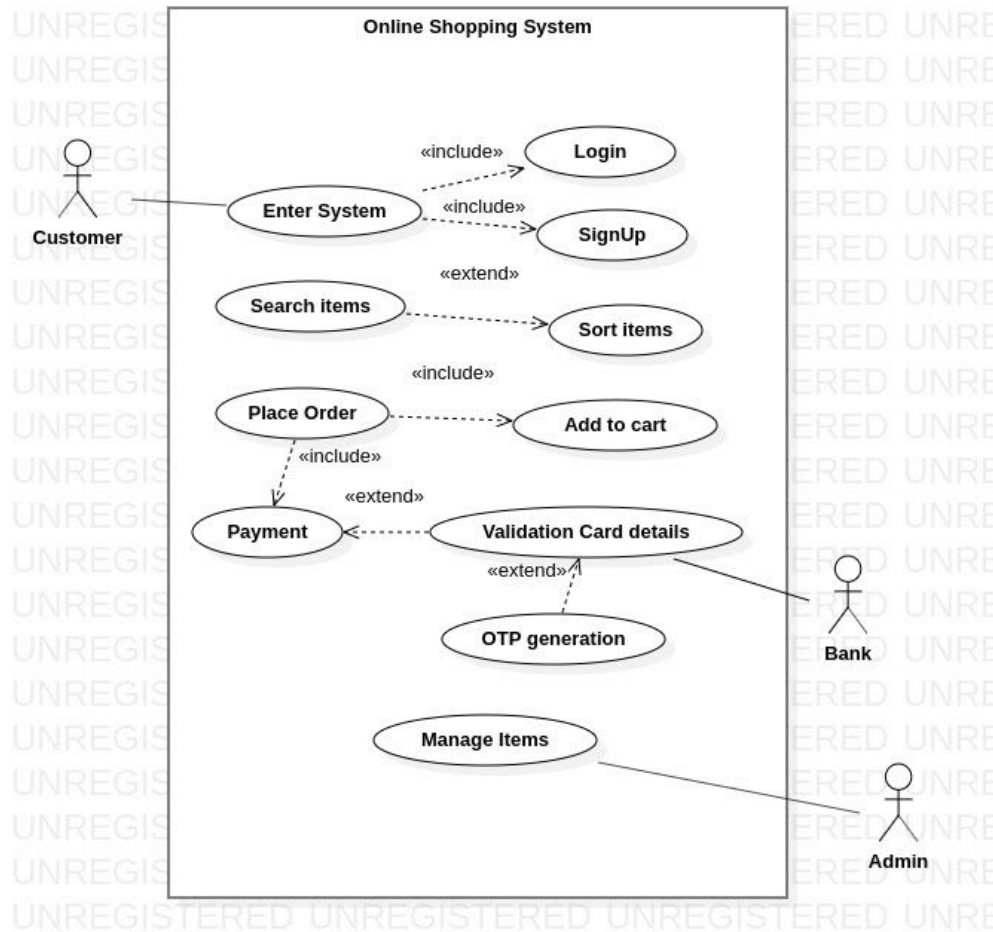 Online Shopping System
«include»
Login
Customer
Enter System
«include»
SignUp
«extend»
Search items
Sort items
«include»
Place Order
Add to cart
«include»
«extend»
Payment
Validation Card details
«extend»
OTP generation
Bank
Manage Items
Admin
UNREGISTERED UNREGISTERED UNREGISTERED UNRE